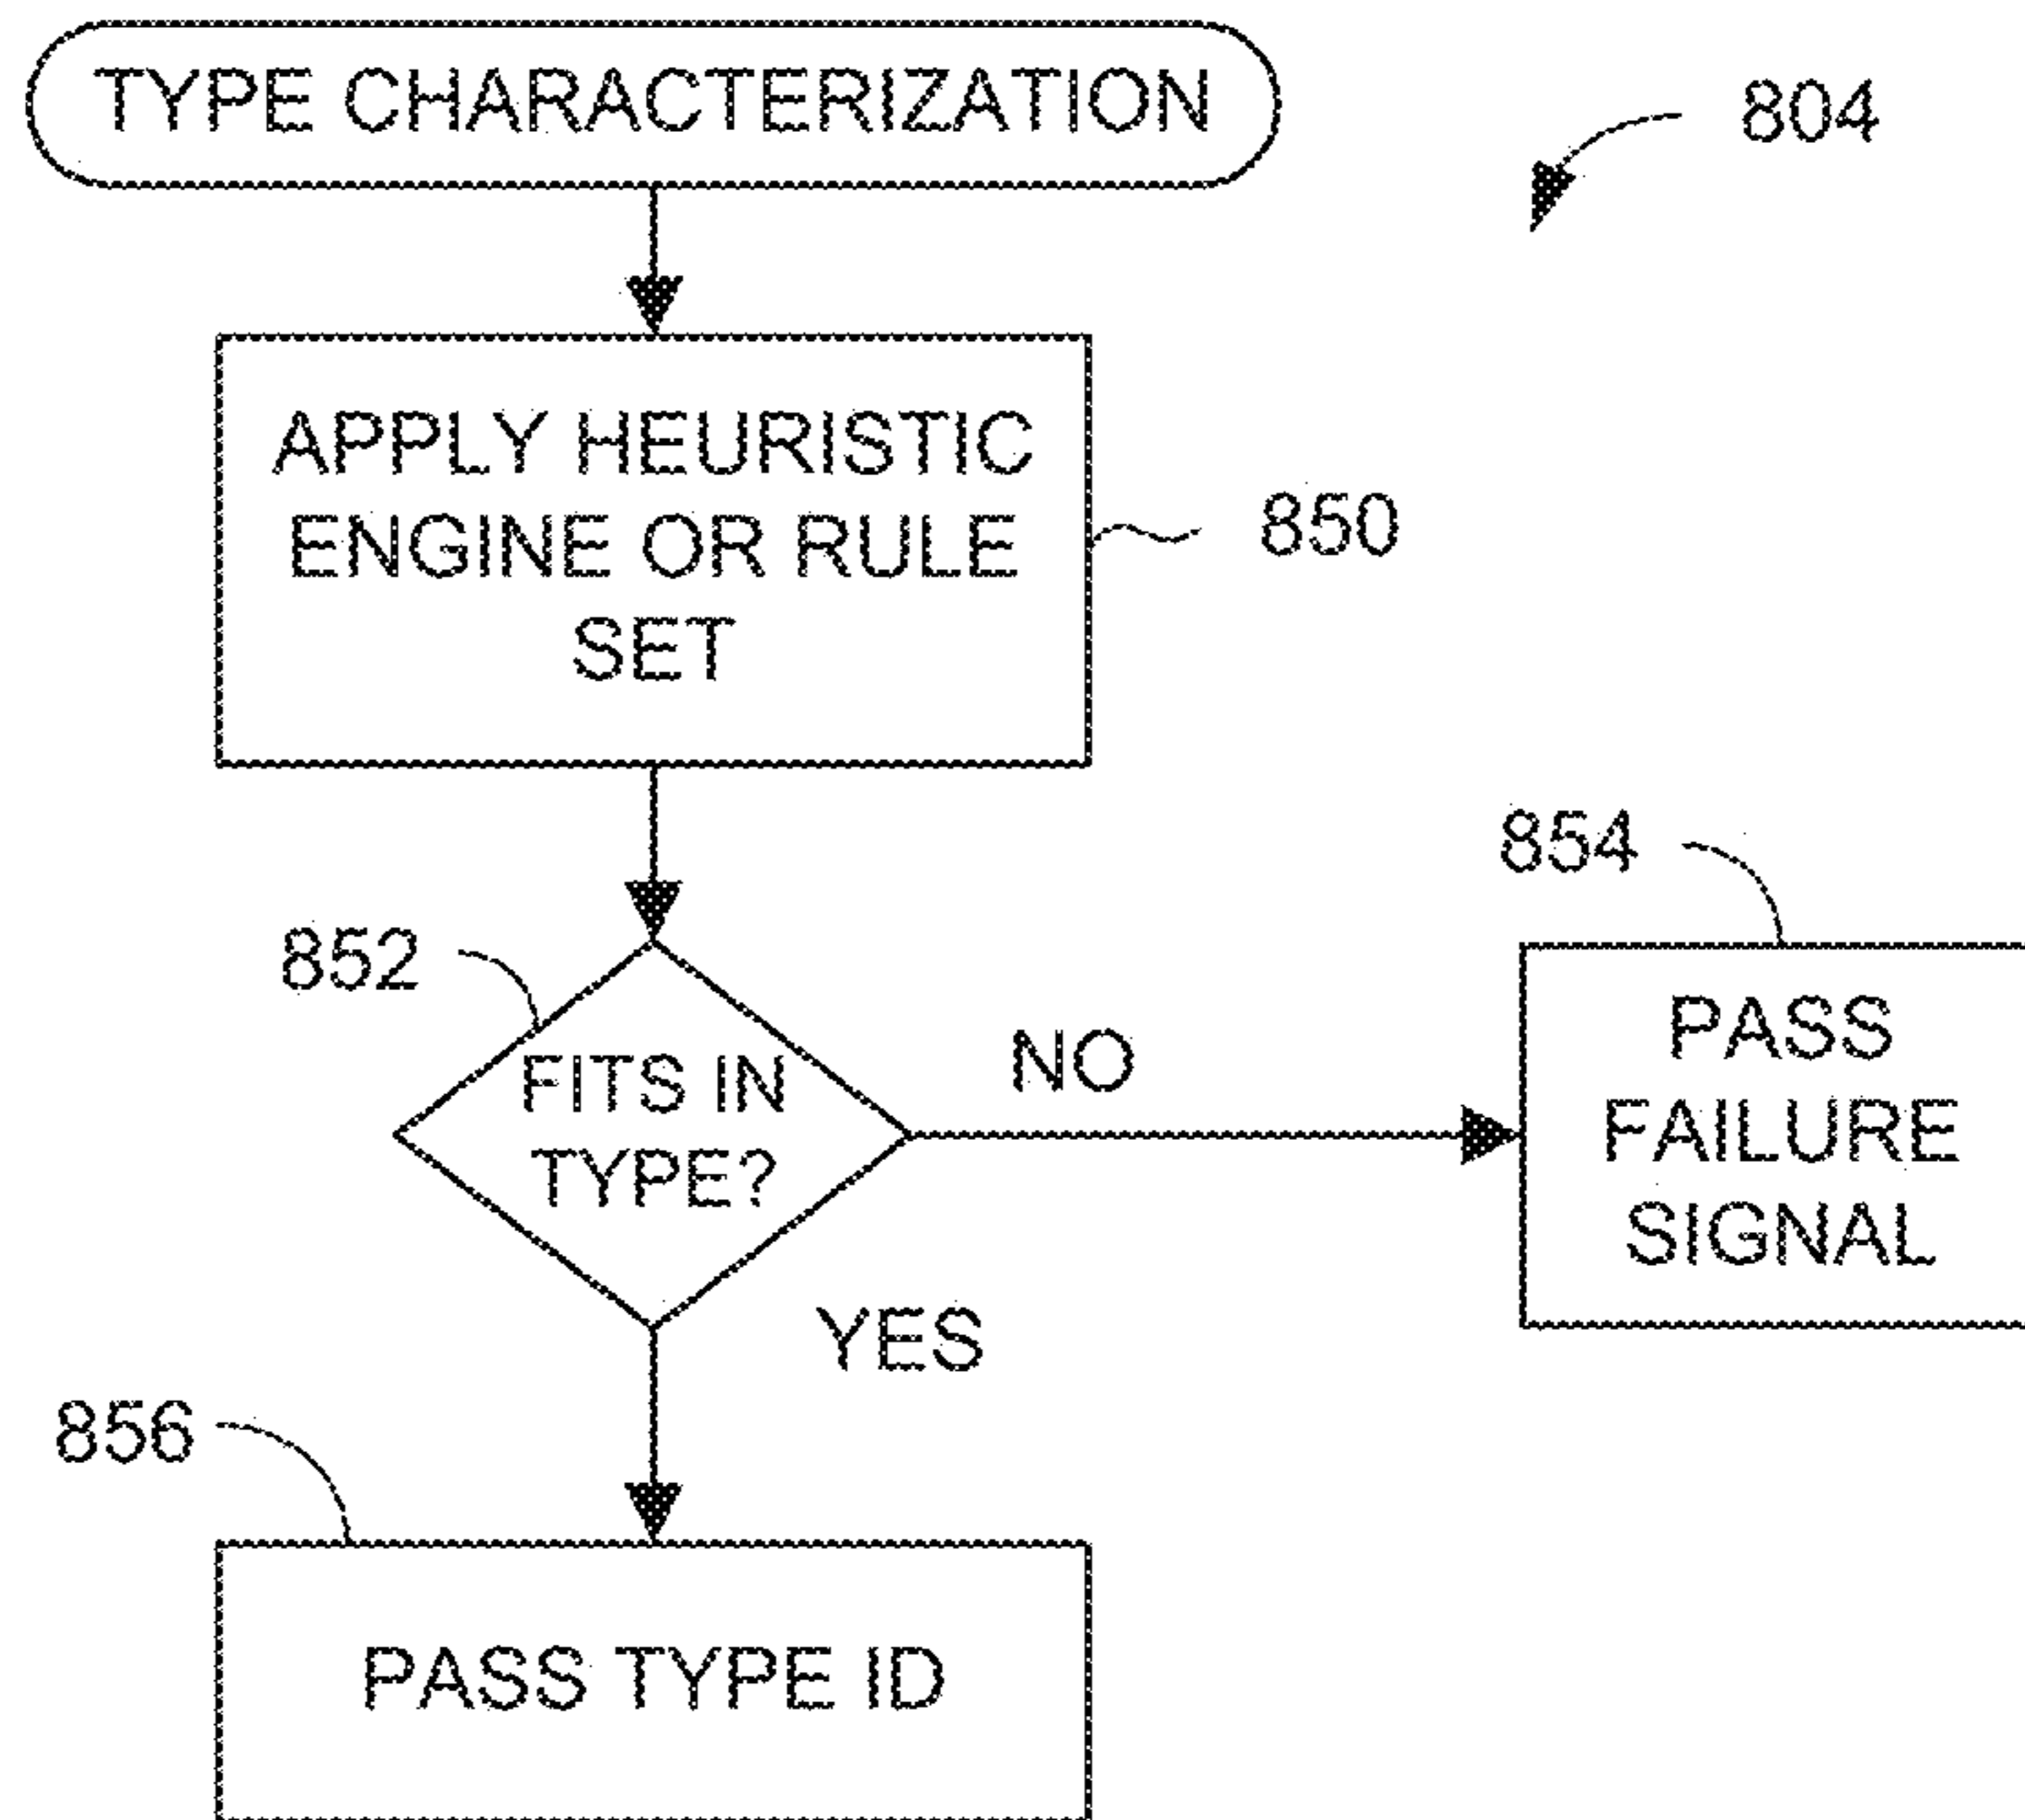 TYPE CHARACTERIZATION
804
APPLY HEURISTIC
ENGINE OR RULE
SET
850
854
852
FITS IN
TYPE?
NO
PASS
FAILURE
SIGNAL
YES
856
PASS TYPE ID